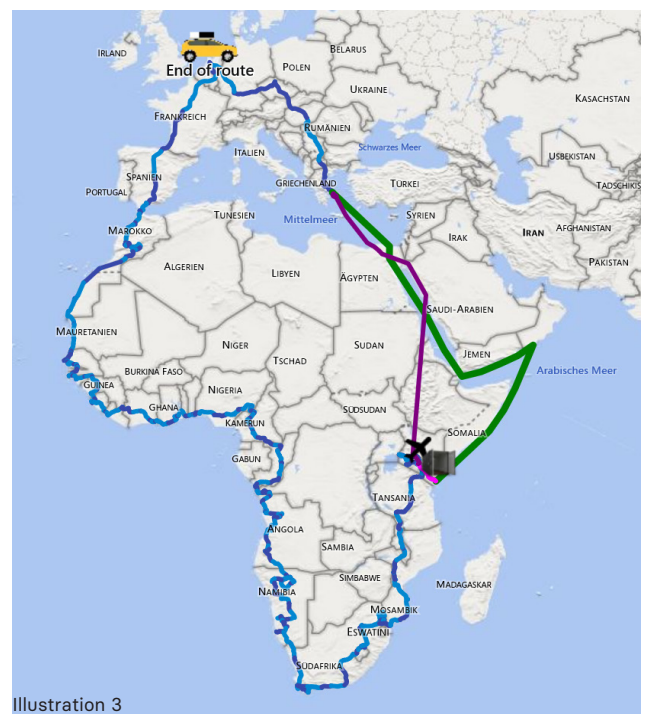 IRLAND
BELARUS
End of route
POLEN
UKRAINE
KASACHSTAN
FRANKREICH
RUMÄNIEN
Schwarzes Meer
ITALIEN
USBEKISTAN
SPANIEN
GRIECHENLAND
TÜRKEI
TADSCHIKIS
PORTUGAL
TUNESIEN
Mittelmeer
SYRIEN
MAROKKO
IRAN
AFGHANISTAN
IRAK
PAKISTAN
ALGERIEN
LIBYEN
ÄGYPTEN
SAUDI-ARABIEN
MAURETANIEN
NIGER
SUDAN
TSCHAD
JEMEN
BURKINA FASO
Arabisches Meer
GUINEA
NIGERIA
GHANA
SÜDSUDAN
KAMERUN
SOMALIA
GABUN
TANSANIA
ANGOLA
SAMBIA
SIMBABWE
MADAGASKAR
NAMIBIA
MOSAMBIK
ESWATINI
SÜDAFRIKA
Illustration 3